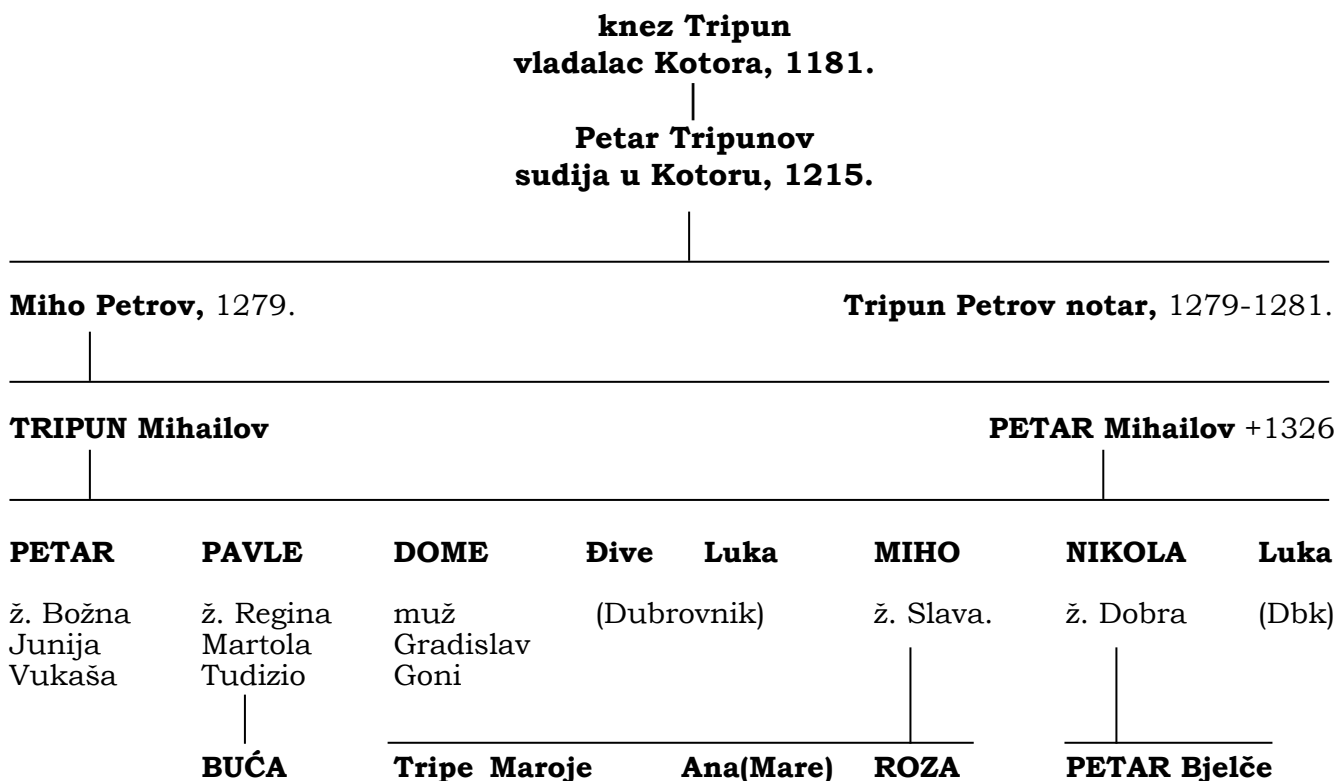 knez Tripun
vladalac Kotora, 1181.
Petar Tripunov
sudija u Kotoru, 1215.
Miho Petrov, 1279. Tripun Petrov notar, 1279-1281.
TRIPUN Mihailov PETAR Mihailov +1326
PETAR PAVLE DOME Đive Luka MIHO NIKOLA Luka
ž. Božna ž. Regina muž (Dubrovnik) ž. Slava. ž. Dobra (Dbk)
Junija Martola Gradislav
Vukaša Tudizio Goni
BUĆA Tripe Maroje Ana(Mare) ROZA PETAR Bjelče